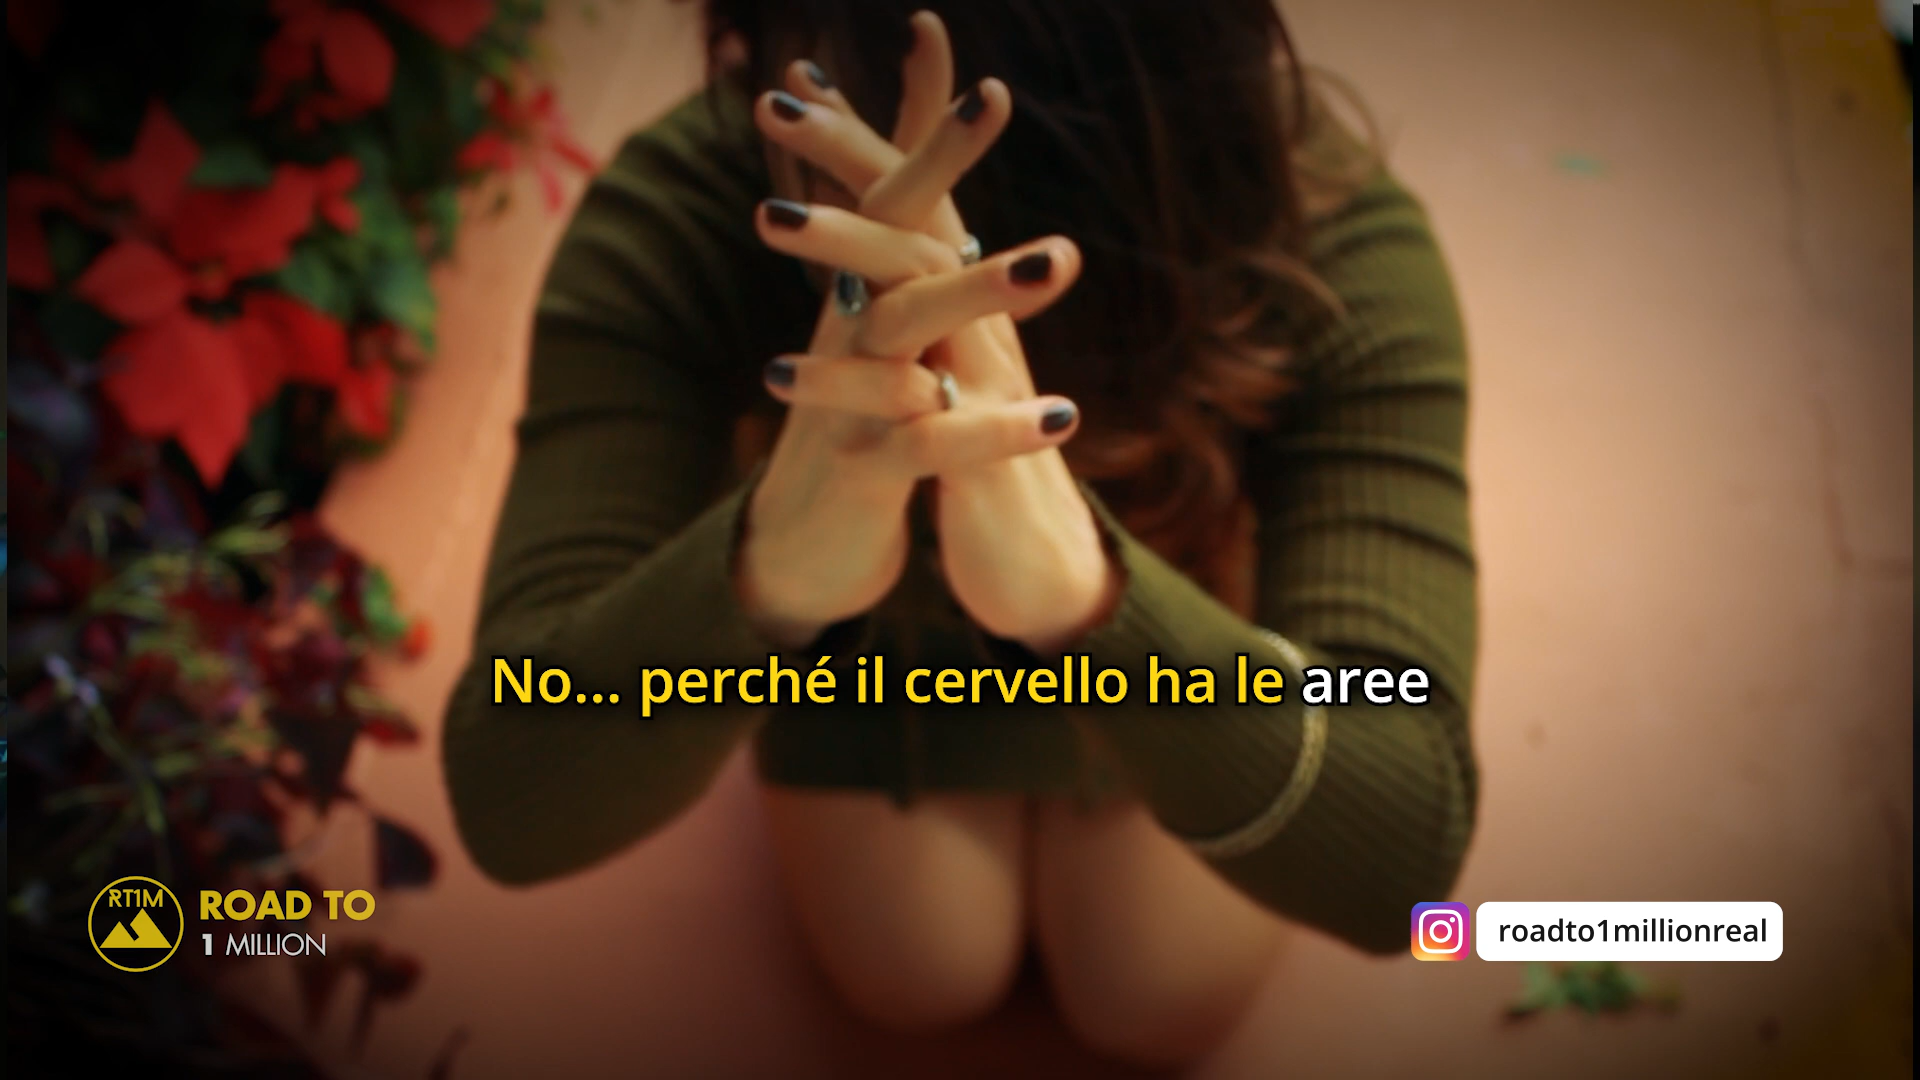 No... perché il cervello ha le aree
RT1M
ROAD TO
1 MILLION
roadto1millionreal